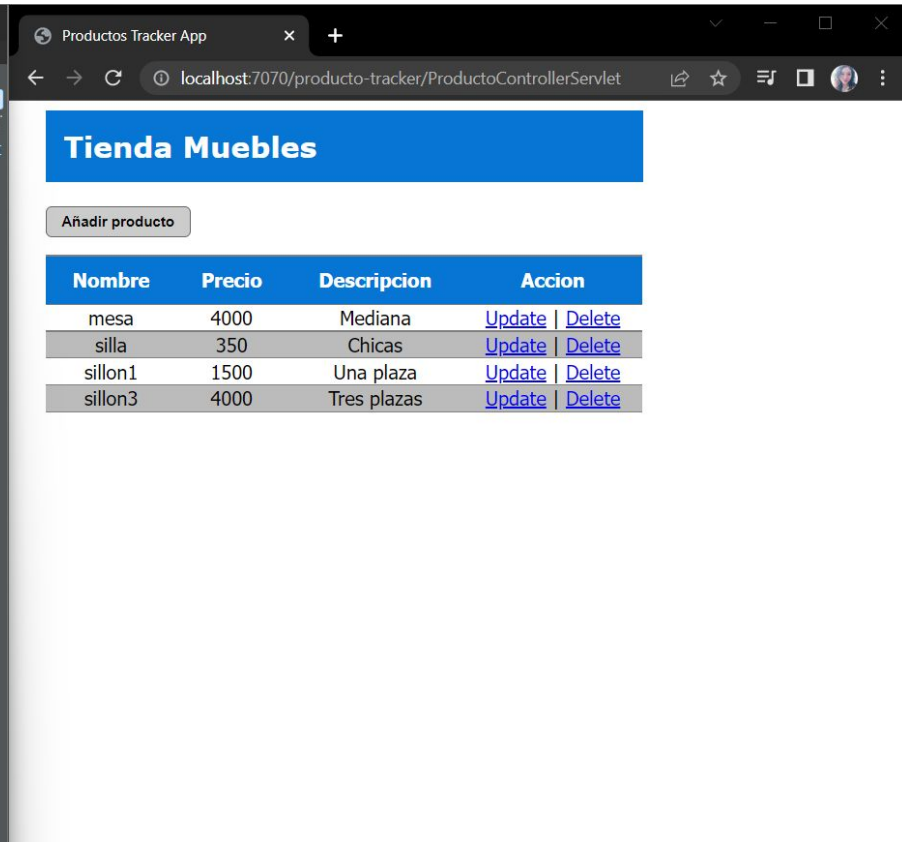 Productos Tracker App
localhost:7070/producto-tracker/ProductoControllerServlet
Tienda Muebles
Añadir producto
Nombre Precio Descripcion Accion
mesa 4000 Mediana Update | Delete
silla 350 Chicas Update | Delete
sillon1 1500 Una plaza Update | Delete
sillon3 4000 Tres plazas Update | Delete